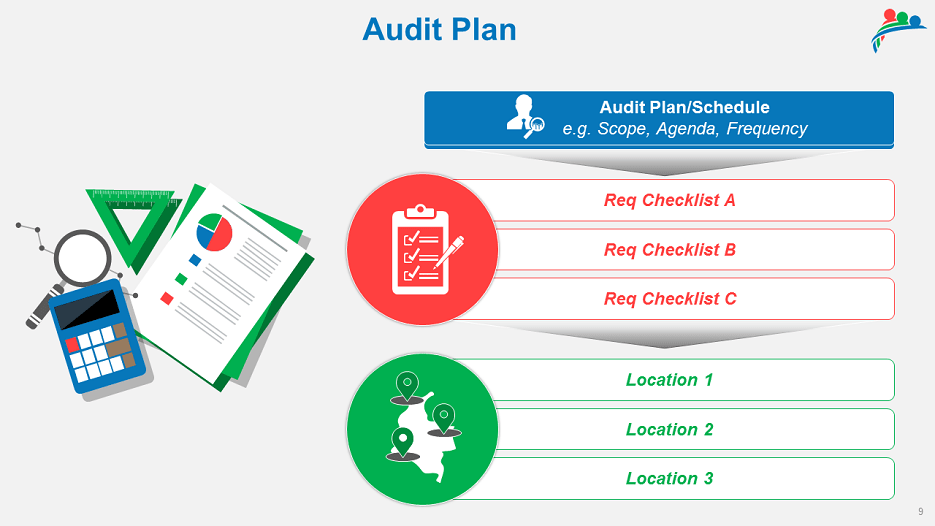 Audit Plan
Audit Plan/Schedule
e.g. Scope, Agenda, Frequency
Req Checklist A
Req Checklist B
Req Checklist C
Location 1
Location 2
Location 3
9